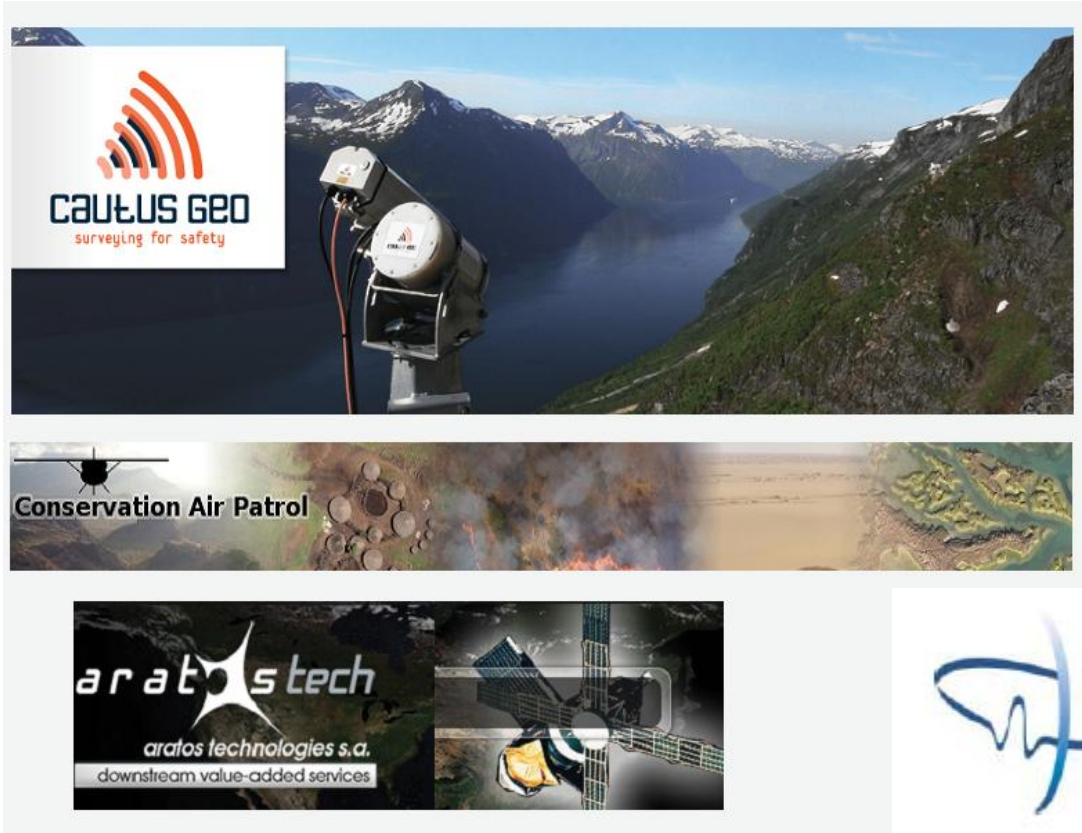 cautus geo
surveying for safety
Conservation Air Patrol
aratos tech
aratos technologies s.a.
downstream value-added services